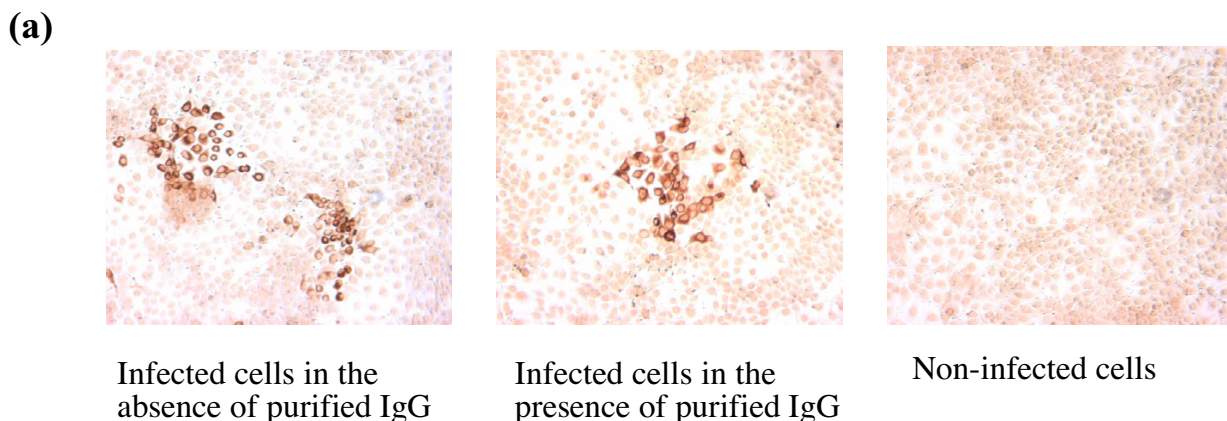 (a)
Infected cells in the
absence of purified IgG
Infected cells in the
presence of purified IgG
Non-infected cells